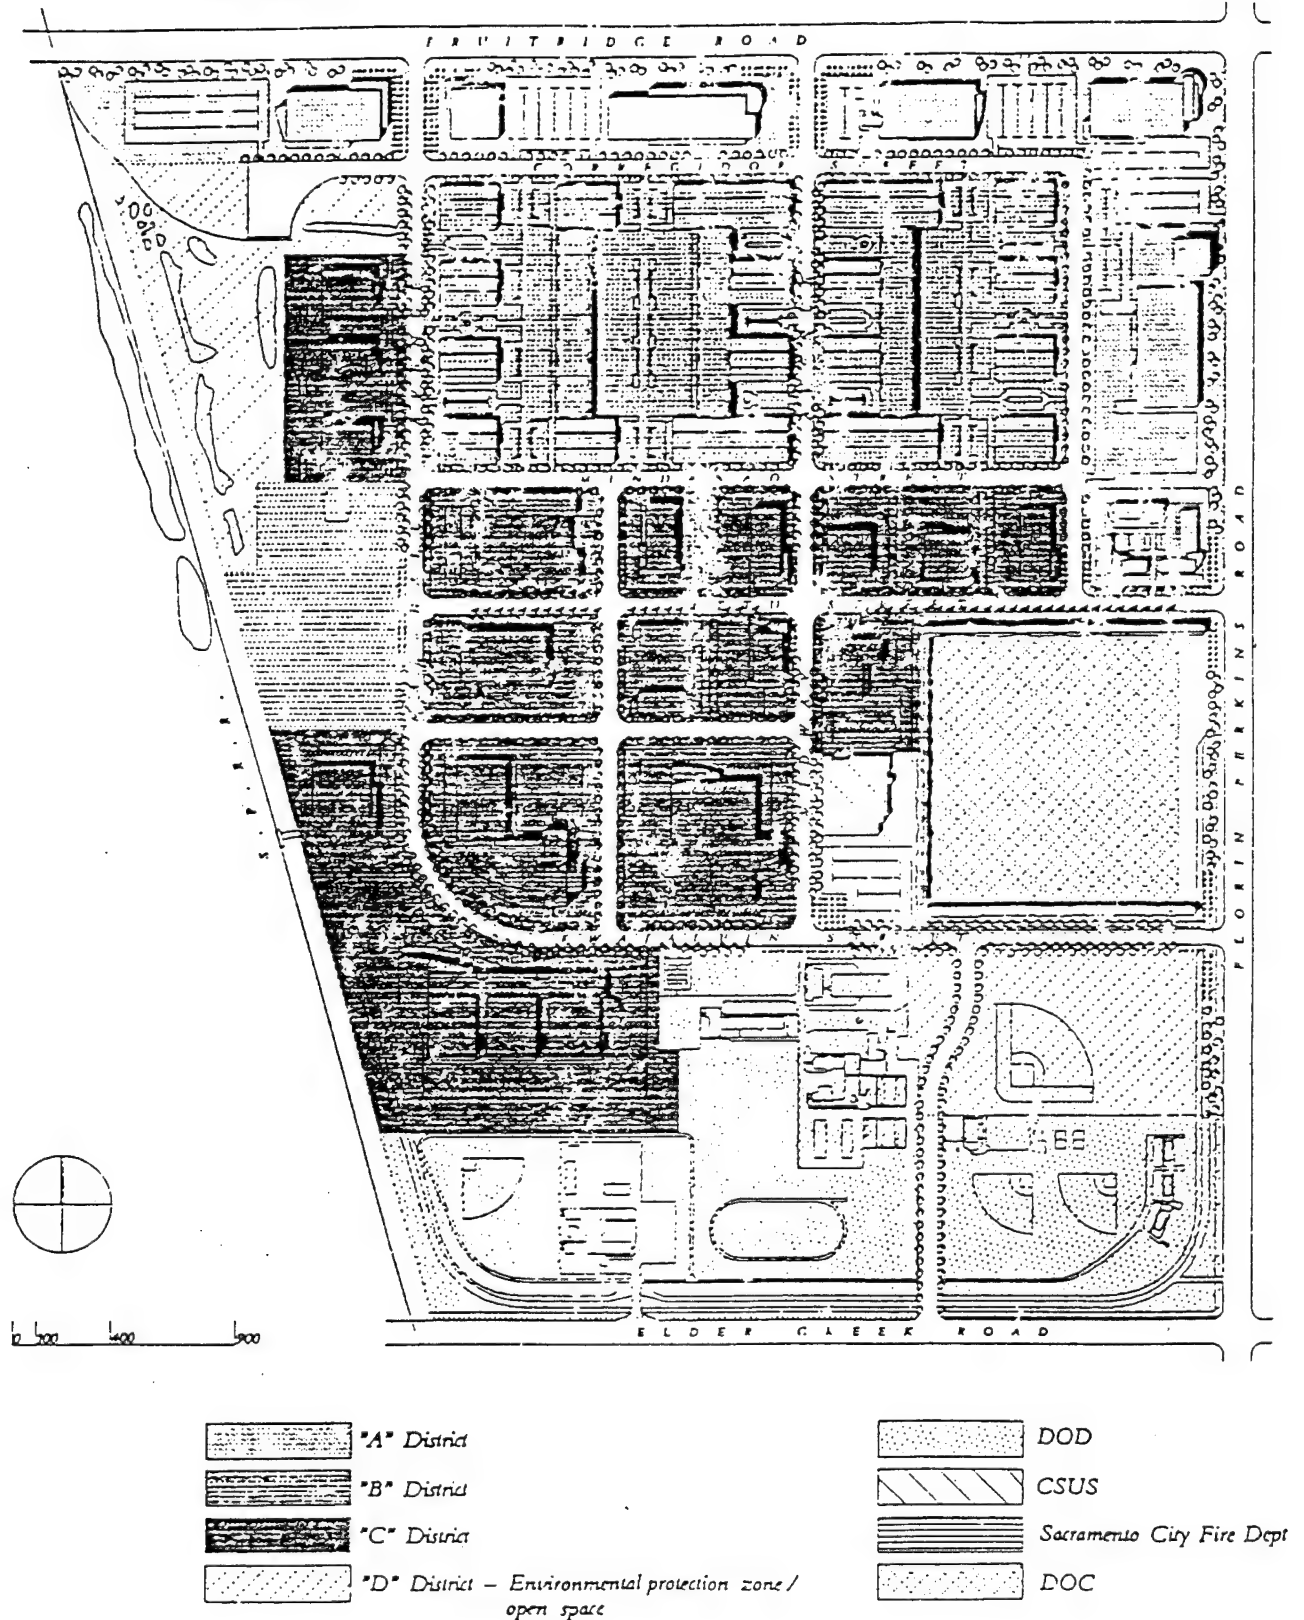 FRUITBRIDGE ROAD
ROAD
FLORIN PERKINS
S. P. R. R.
0 200 400 800
ELDER CREEK ROAD
"A" District
"B" District
"C" District
"D" District – Environmental protection zone /
open space
DOD
CSUS
Sacramento City Fire Dept
DOC